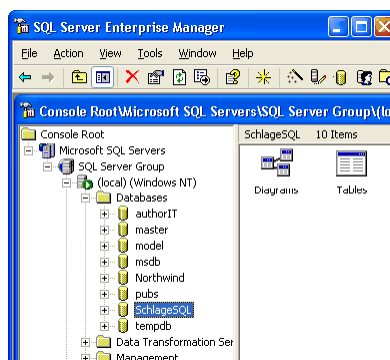 SQL Server Enterprise Manager
File Action View Tools Window Help
Console Root\Microsoft SQL Servers\SQL Server Group\(lo
Console Root
Microsoft SQL Servers
SQL Server Group
(local) (Windows NT)
Databases
authorIT
master
model
msdb
Northwind
pubs
SchlageSQL
tempdb
Data Transformation Ser
Management
SchlageSQL 10 Items
Diagrams Tables